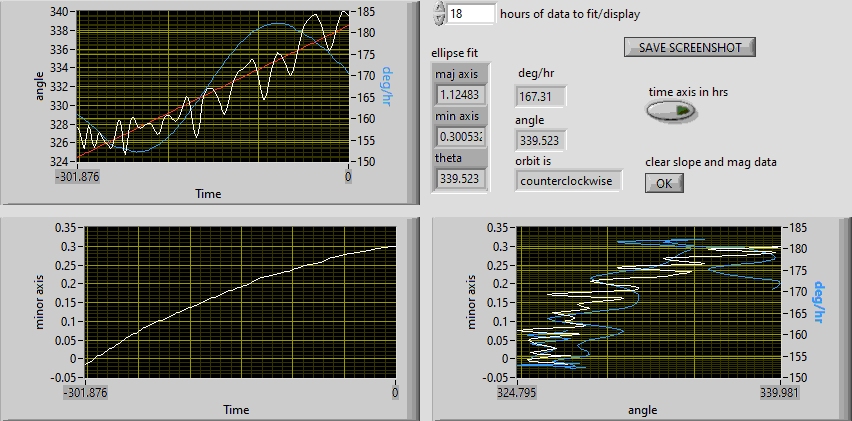 340
338
336
334
332
330
328
326
324
angle
185
180
175
170
165
160
155
150
deg/hr
-301.876
0
Time
18
hours of data to fit/display
SAVE SCREENSHOT
ellipse fit
maj axis
1.12483
min axis
0.300532
theta
339.523
deg/hr
167.31
angle
339.523
orbit is
counterclockwise
time axis in hrs
clear slope and mag data
OK
0.35
0.3
0.25
0.2
0.15
0.1
0.05
0
-0.05
minor axis
-301.876
0
Time
0.35
0.3
0.25
0.2
0.15
0.1
0.05
0
-0.05
minor axis
185
180
175
170
165
160
155
150
deg/hr
324.795
339.981
angle